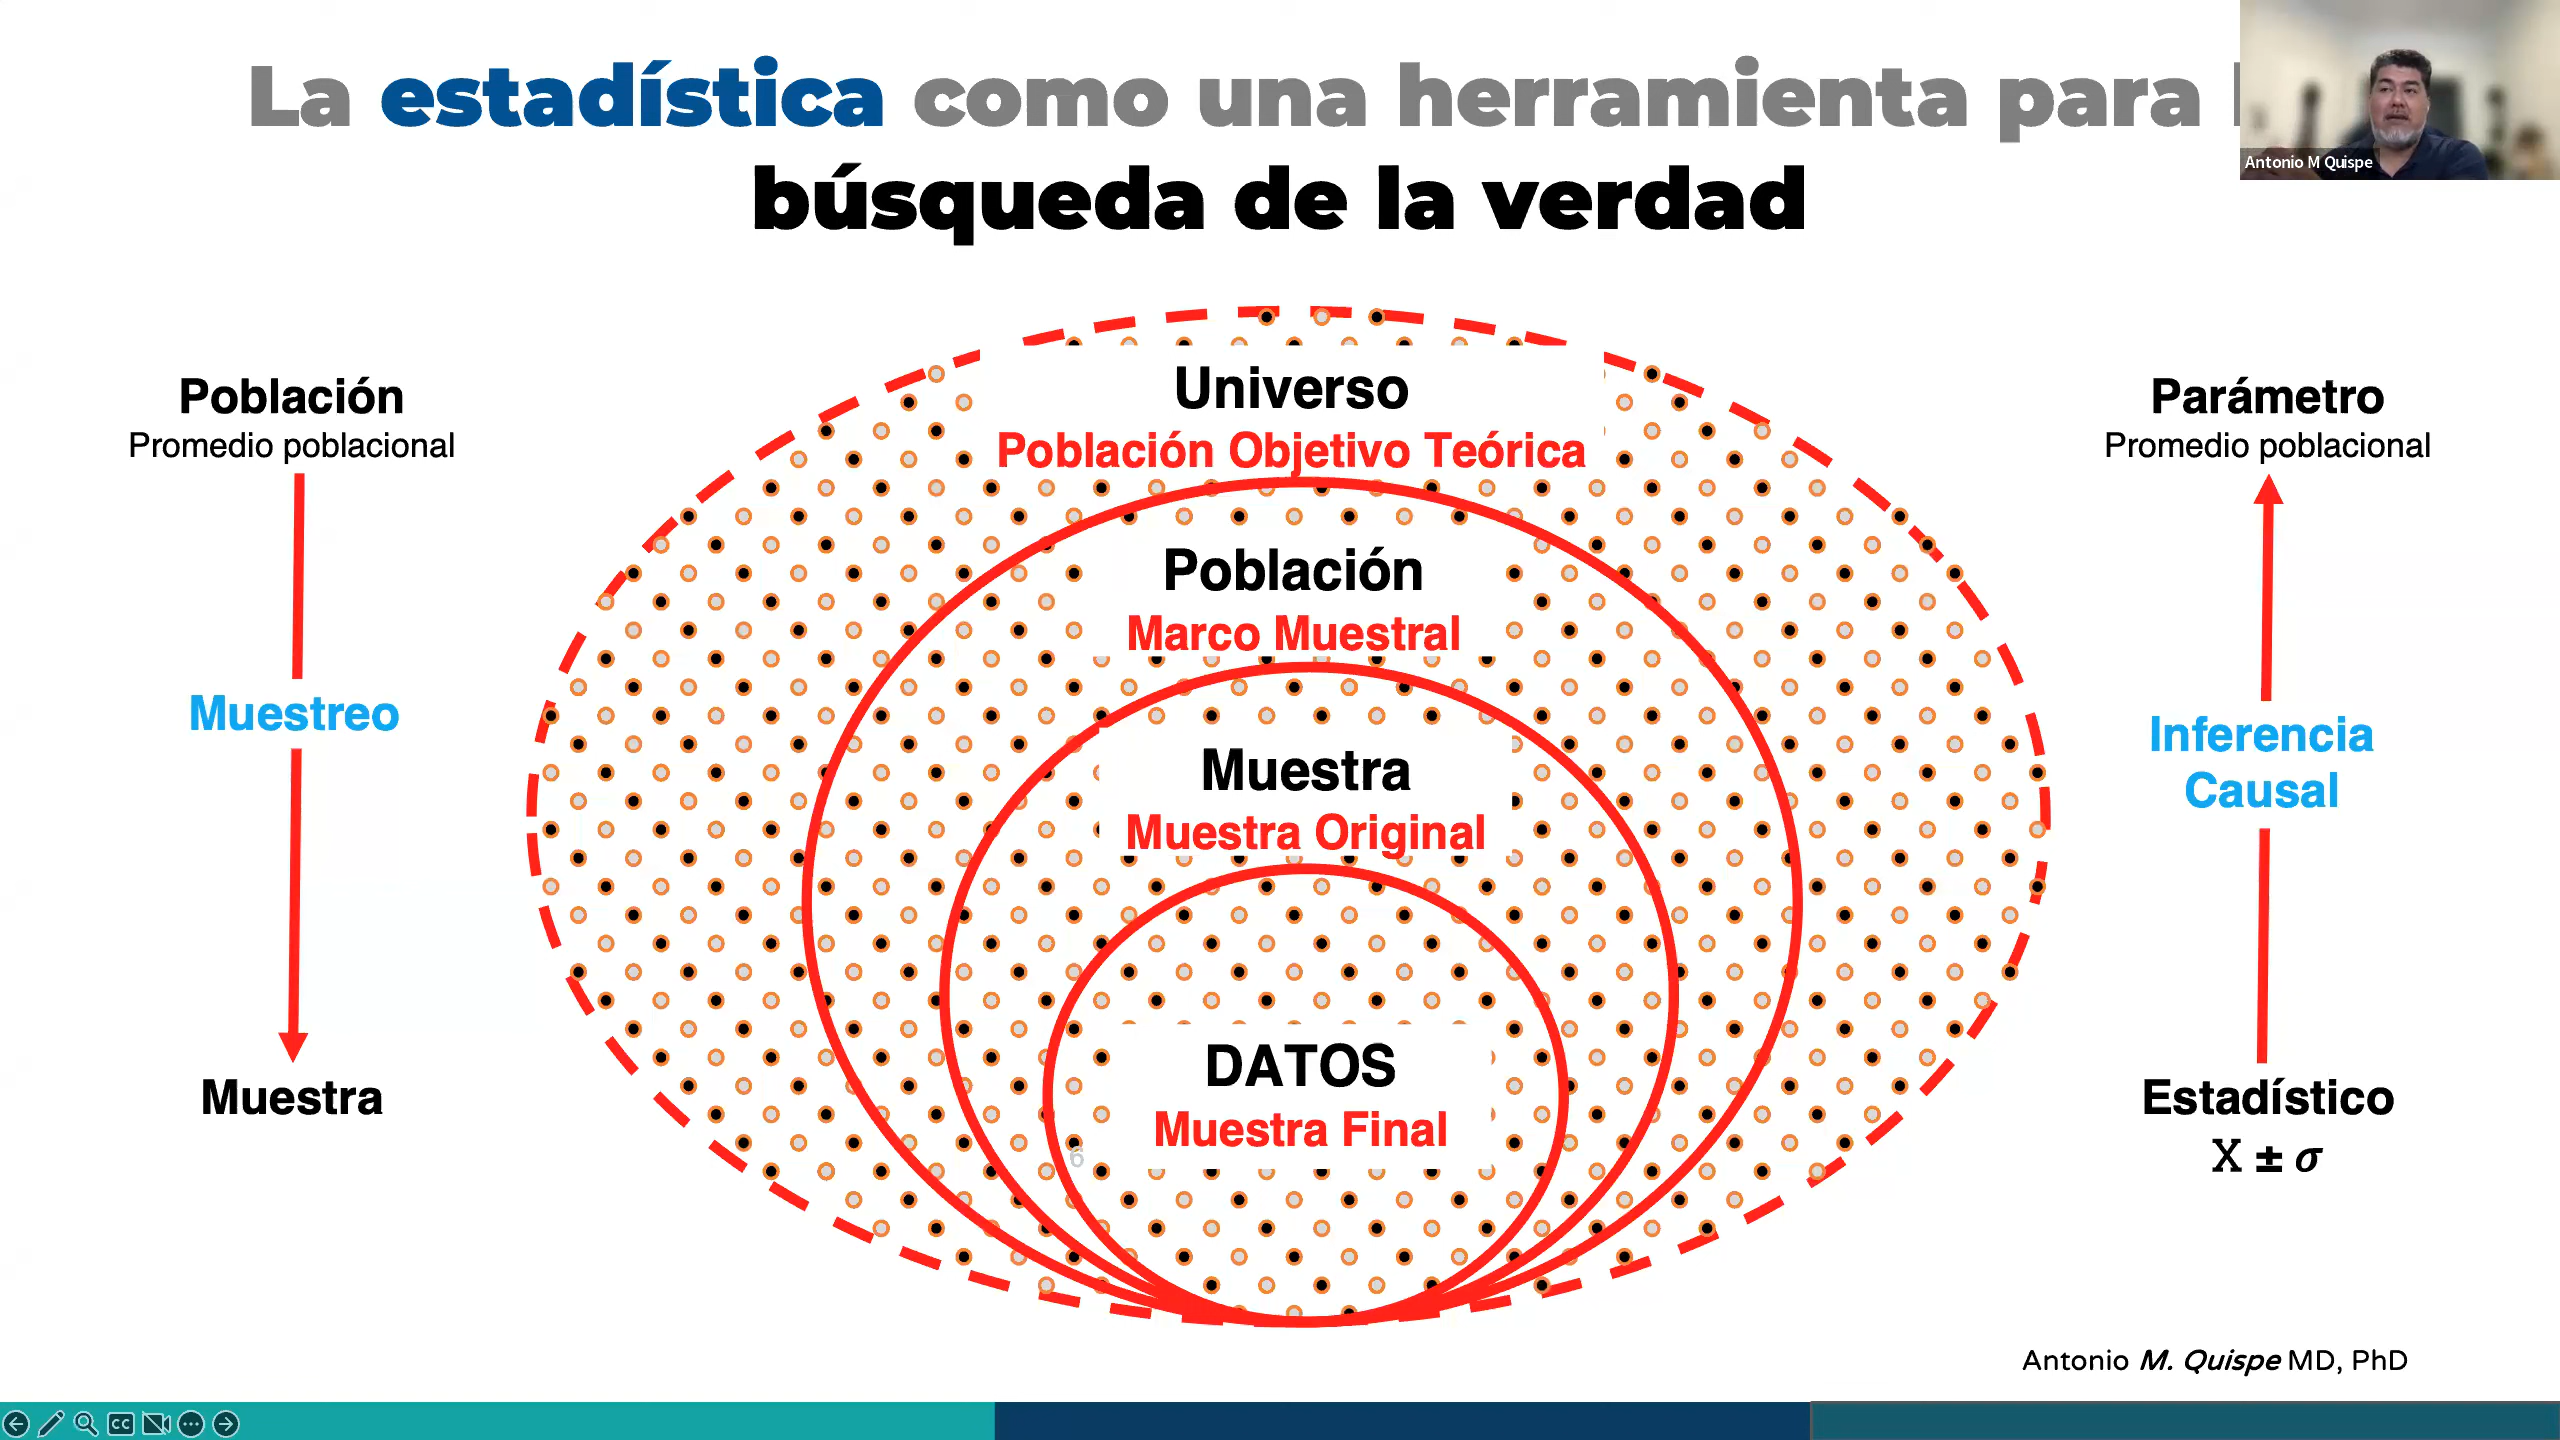 La estadística como una herramienta para
búsqueda de la verdad
Antonio M Quispe
Población
Promedio poblacional
Muestreo
Muestra
Universo
Población Objetivo Teórica
Población
Marco Muestral
Muestra
Muestra Original
DATOS
Muestra Final
6
Parámetro
Promedio poblacional
Inferencia
Causal
Estadístico
X ± σ
Antonio M. Quispe MD, PhD
CC